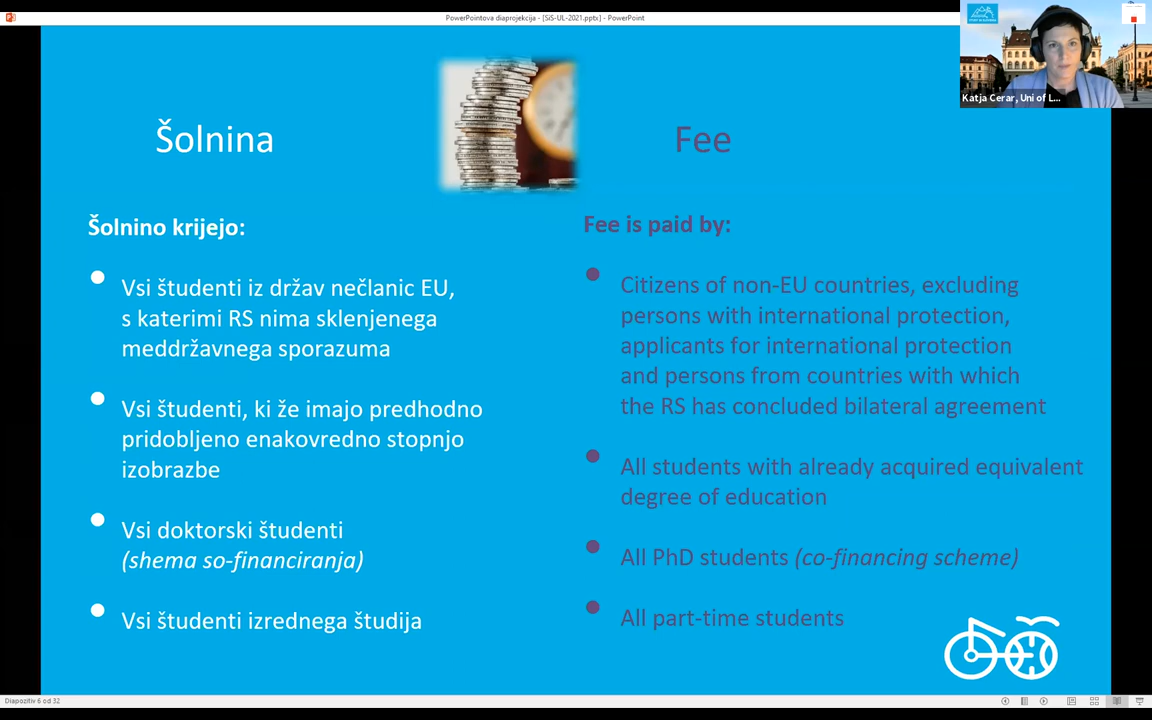 PowerPointova diaprojekcija - [SiS-UL-2021.pptx] - PowerPoint
Katja Cerar, Uni of L...
Šolnina
Šolnino krijejo:
Vsi študenti iz držav nečlanic EU,
s katerimi RS nima sklenjenega
meddržavnega sporazuma
Vsi študenti, ki že imajo predhodno
pridobljeno enakovredno stopnjo
izobrazbe
Vsi doktorski študenti
(shema so-financiranja)
Vsi študenti izrednega študija
Fee
Fee is paid by:
Citizens of non-EU countries, excluding
persons with international protection,
applicants for international protection
and persons from countries with which
the RS has concluded bilateral agreement
All students with already acquired equivalent
degree of education
All PhD students (co-financing scheme)
All part-time students
Diapozitiv 6 od 32